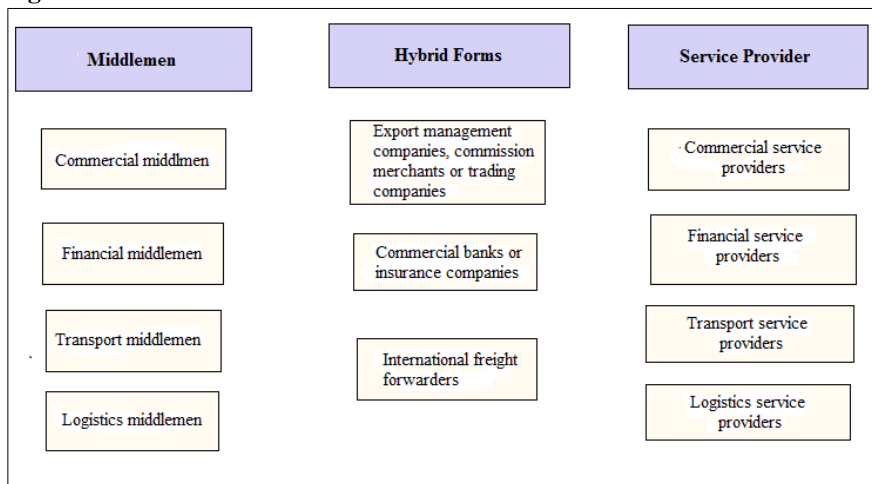 Middlemen
Hybrid Forms
Service Provider
Commercial middlmen
Export management
companies, commission
merchants or trading
companies
Commercial service
providers
Financial middlemen
Commercial banks or
insurance companies
Financial service
providers
Transport middlemen
International freight
forwarders
Transport service
providers
Logistics middlemen
Logistics service
providers